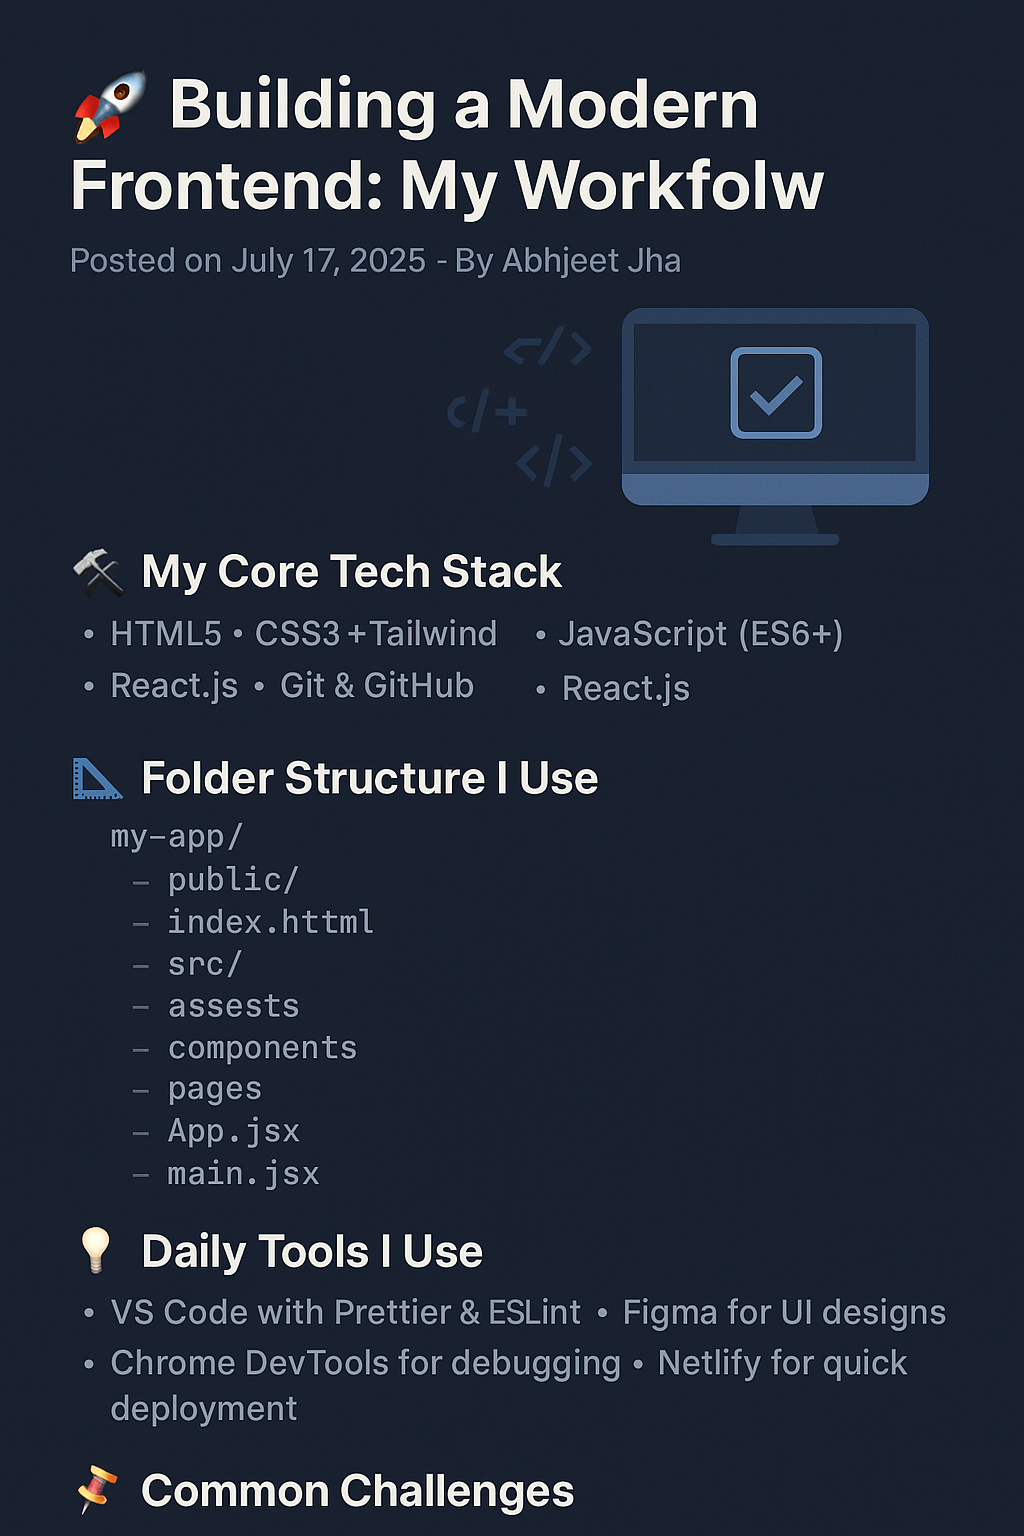 🚀 Building a Modern
Frontend: My Workfolw
Posted on July 17, 2025 - By Abhjeet Jha
</>
c/+
</>
⚒️ My Core Tech Stack
• HTML5 • CSS3 + Tailwind • JavaScript (ES6+)
• React.js • Git & GitHub • React.js
📐 Folder Structure I Use
my-app/
– public/
– index.httml
– src/
– assests
– components
– pages
– App.jsx
– main.jsx
💡 Daily Tools I Use
• VS Code with Prettier & ESLint • Figma for UI designs
• Chrome DevTools for debugging • Netlify for quick
deployment
📌 Common Challenges